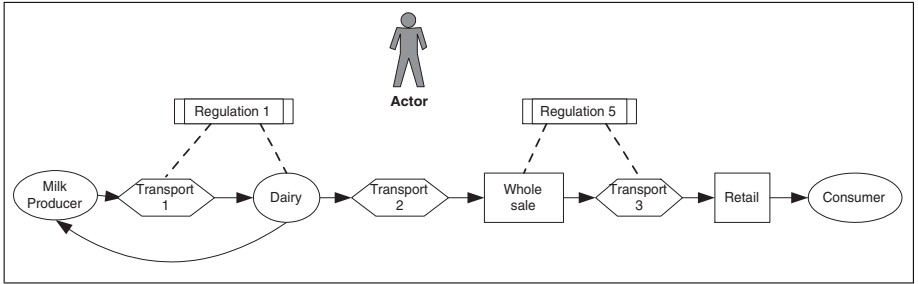 Actor
Regulation 1
Regulation 5
Milk
Producer
Transport
1
Dairy
Transport
2
Whole
sale
Transport
3
Retail
Consumer